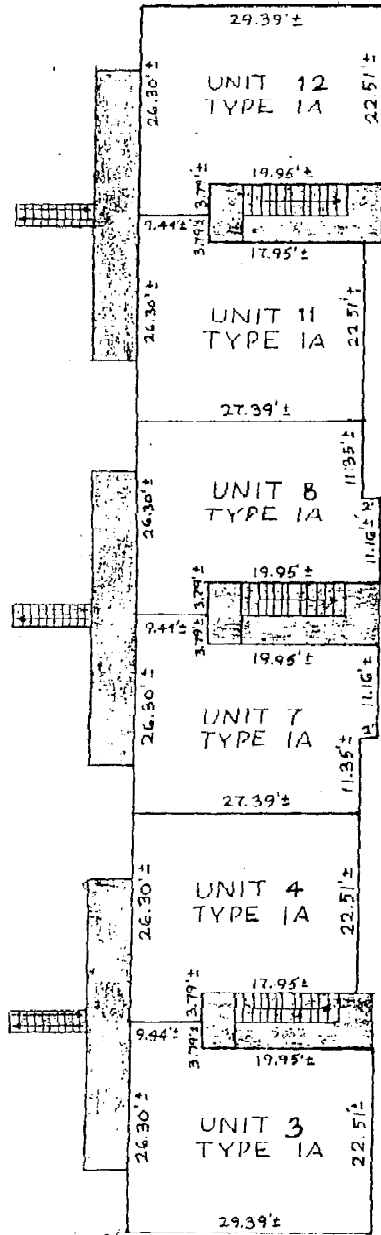 29.39'±
26.30'±
UNIT 12
TYPE 1A
22.51'±
19.95'±
3.79'±
9.44'±
3.79'±
17.95'±
26.30'±
UNIT 11
TYPE 1A
22.51'±
27.39'±
11.35'±
26.30'±
UNIT 8
TYPE 1A
11.16'±
19.95'±
3.79'±
9.44'±
3.79'±
19.95'±
11.16'±
26.30'±
UNIT 7
TYPE 1A
11.35'±
27.39'±
26.30'±
UNIT 4
TYPE 1A
22.51'±
17.95'±
3.79'±
9.44'±
3.79'±
19.95'±
26.30'±
UNIT 3
TYPE 1A
22.51'±
29.39'±